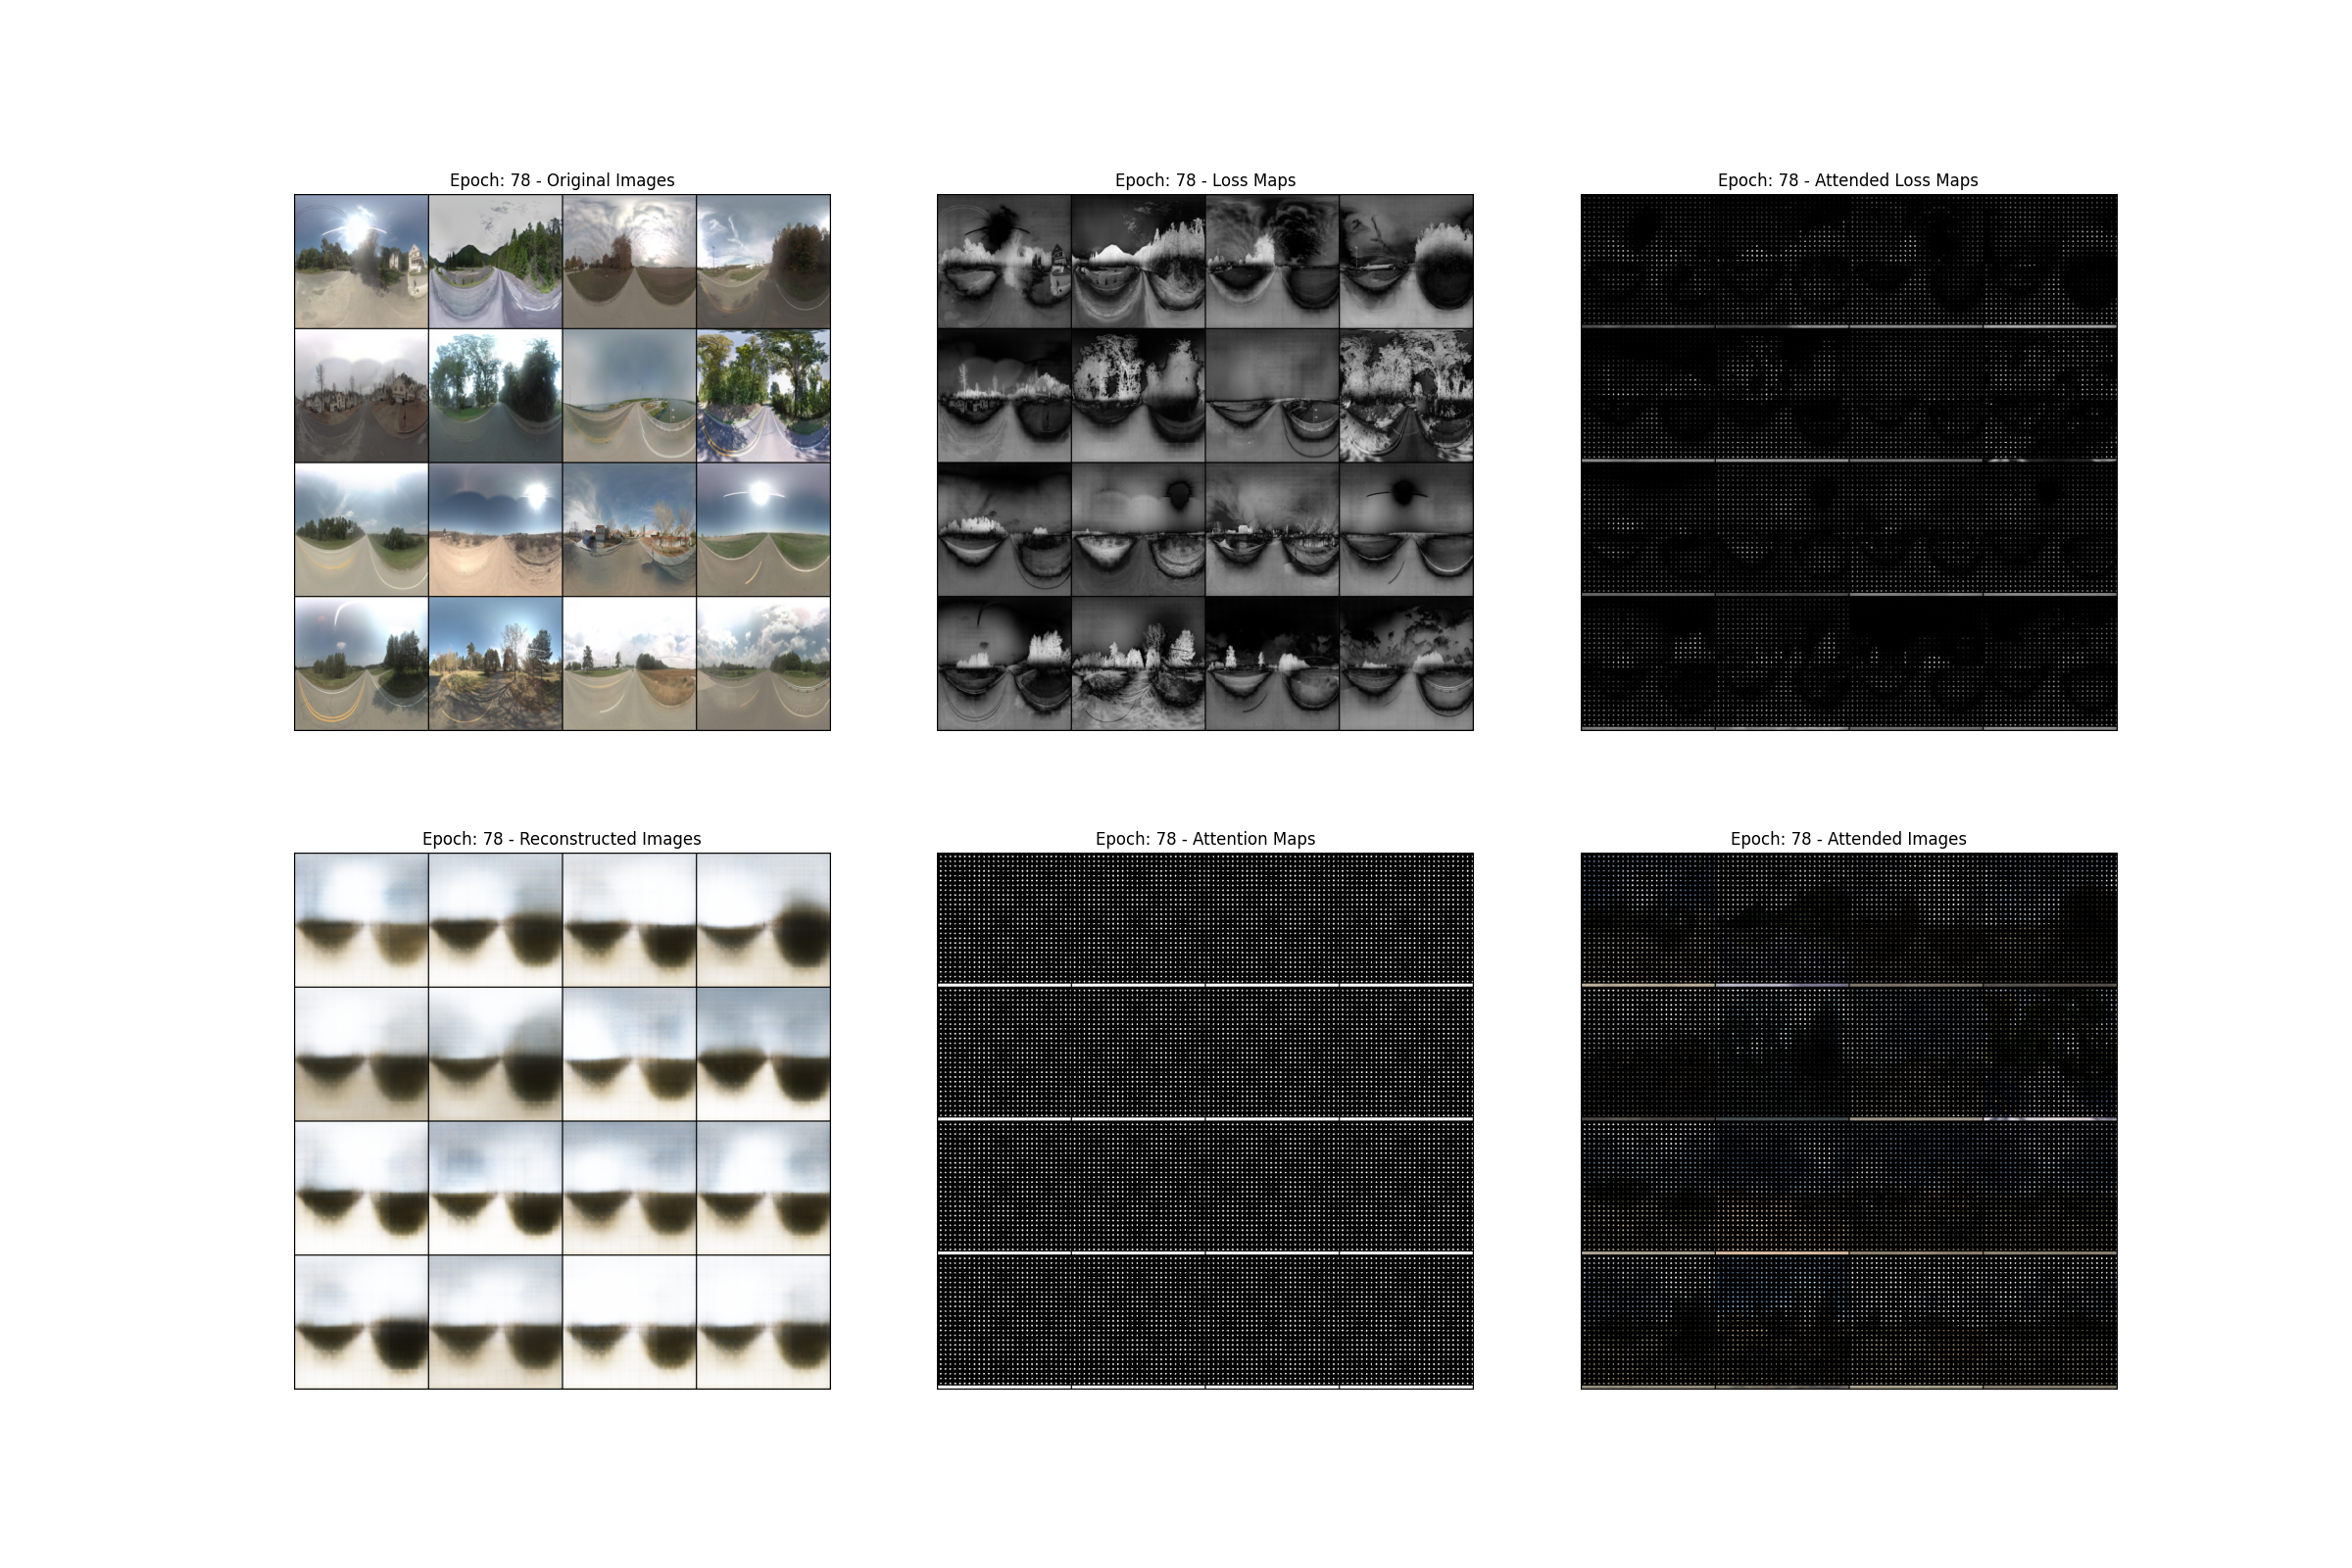 Epoch: 78 - Original Images
Epoch: 78 - Loss Maps
Epoch: 78 - Attended Loss Maps
Epoch: 78 - Reconstructed Images
Epoch: 78 - Attention Maps
Epoch: 78 - Attended Images